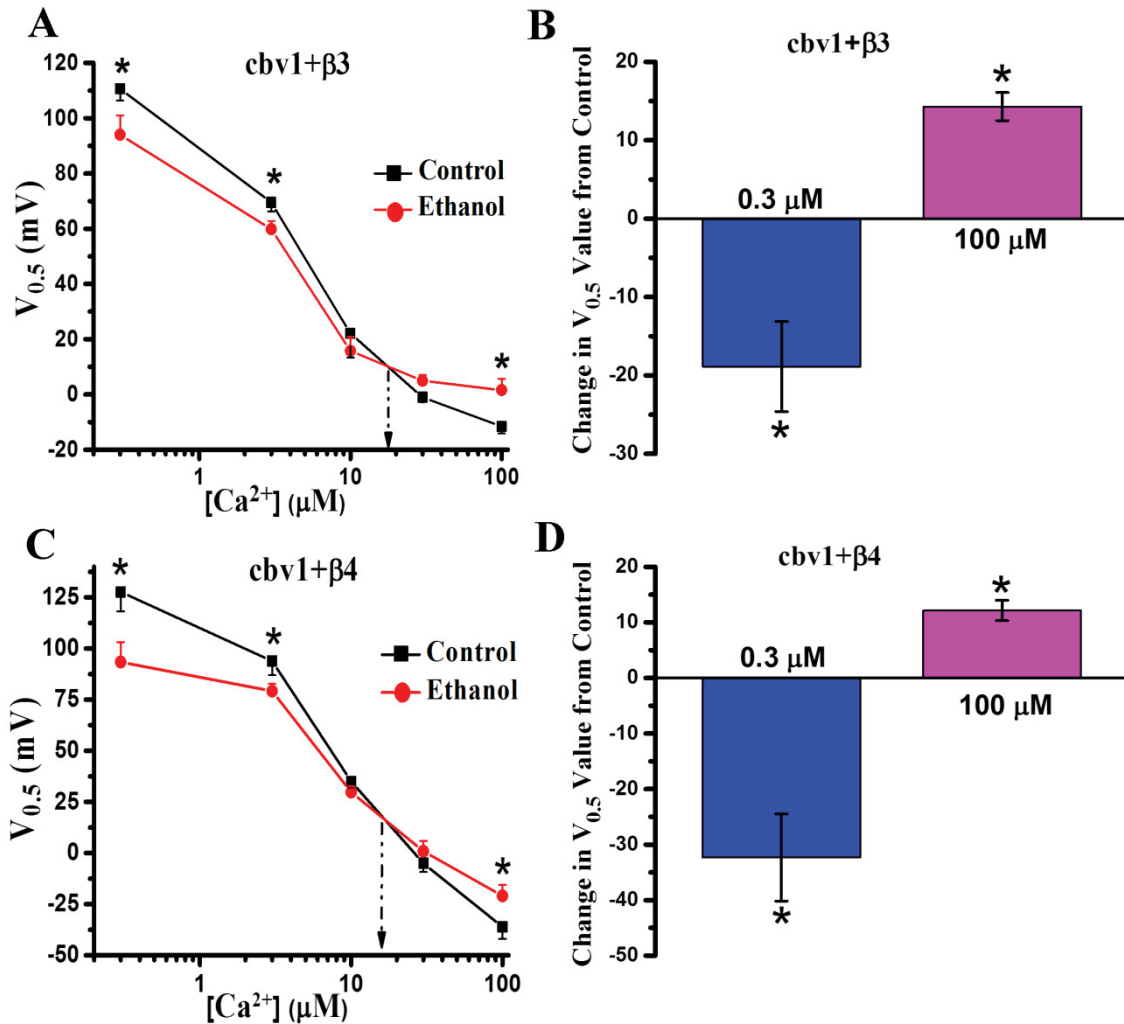 A
cbv1+β3
*
*
*
Control
Ethanol
V0.5 (mV)
120
100
80
60
40
20
0
-20
1
10
100
[Ca2+] (μM)
B
cbv1+β3
*
*
0.3 μM
100 μM
Change in V0.5 Value from Control
20
10
0
-10
-20
-30
C
cbv1+β4
*
*
*
Control
Ethanol
V0.5 (mV)
125
100
75
50
25
0
-25
-50
1
10
100
[Ca2+] (μM)
D
cbv1+β4
*
*
0.3 μM
100 μM
Change in V0.5 Value from Control
20
10
0
-10
-20
-30
-40
-50